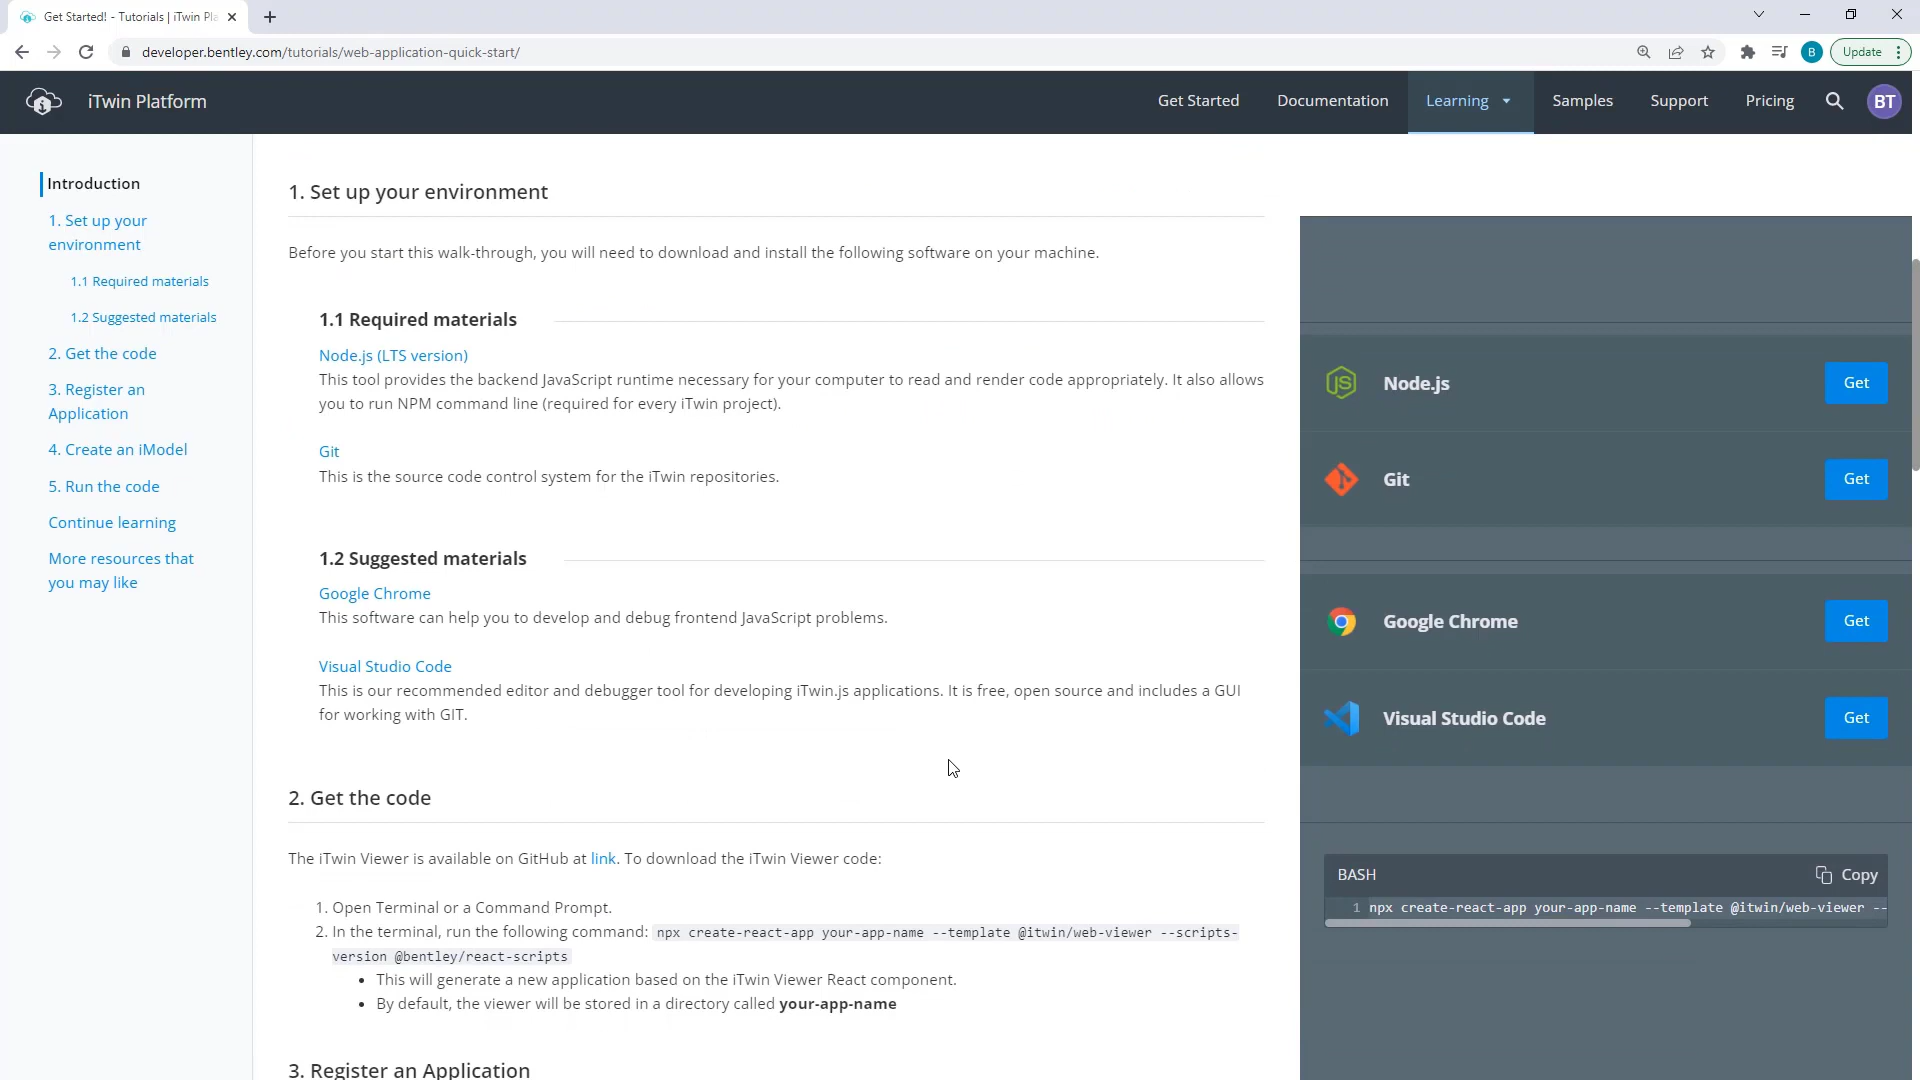 Get Started! - Tutorials | iTwin Pla
developer.bentley.com/tutorials/web-application-quick-start/
B
Update
iTwin Platform
Get Started
Documentation
Learning
Samples
Support
Pricing
BT
Introduction
1. Set up your
environment
1.1 Required materials
1.2 Suggested materials
2. Get the code
3. Register an
Application
4. Create an iModel
5. Run the code
Continue learning
More resources that
you may like
1. Set up your environment
Before you start this walk-through, you will need to download and install the following software on your machine.
1.1 Required materials
Node.js (LTS version)
This tool provides the backend JavaScript runtime necessary for your computer to read and render code appropriately. It also allows
you to run NPM command line (required for every iTwin project).
Git
This is the source code control system for the iTwin repositories.
1.2 Suggested materials
Google Chrome
This software can help you to develop and debug frontend JavaScript problems.
Visual Studio Code
This is our recommended editor and debugger tool for developing iTwin.js applications. It is free, open source and includes a GUI
for working with GIT.
2. Get the code
The iTwin Viewer is available on GitHub at link. To download the iTwin Viewer code:
1. Open Terminal or a Command Prompt.
2. In the terminal, run the following command: npx create-react-app your-app-name --template @itwin/web-viewer --scripts-
version @bentley/react-scripts
• This will generate a new application based on the iTwin Viewer React component.
• By default, the viewer will be stored in a directory called your-app-name
3. Register an Application
JS
Node.js
Get
Git
Get
Google Chrome
Get
Visual Studio Code
Get
BASH
Copy
1 npx create-react-app your-app-name --template @itwin/web-viewer --